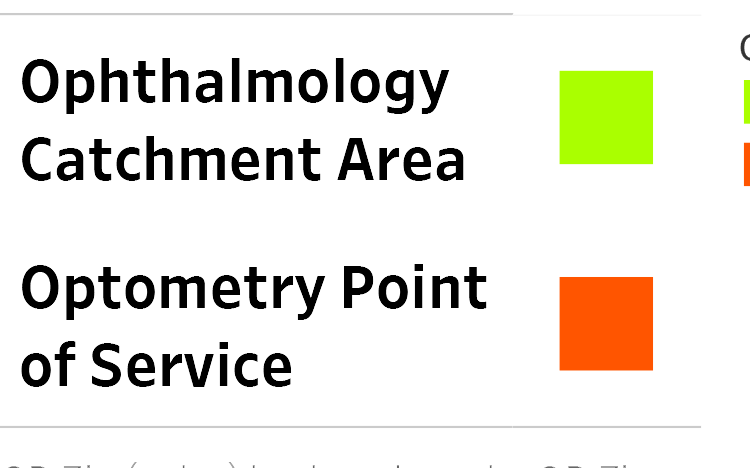 Ophthalmology
Catchment Area
Optometry Point
of Service